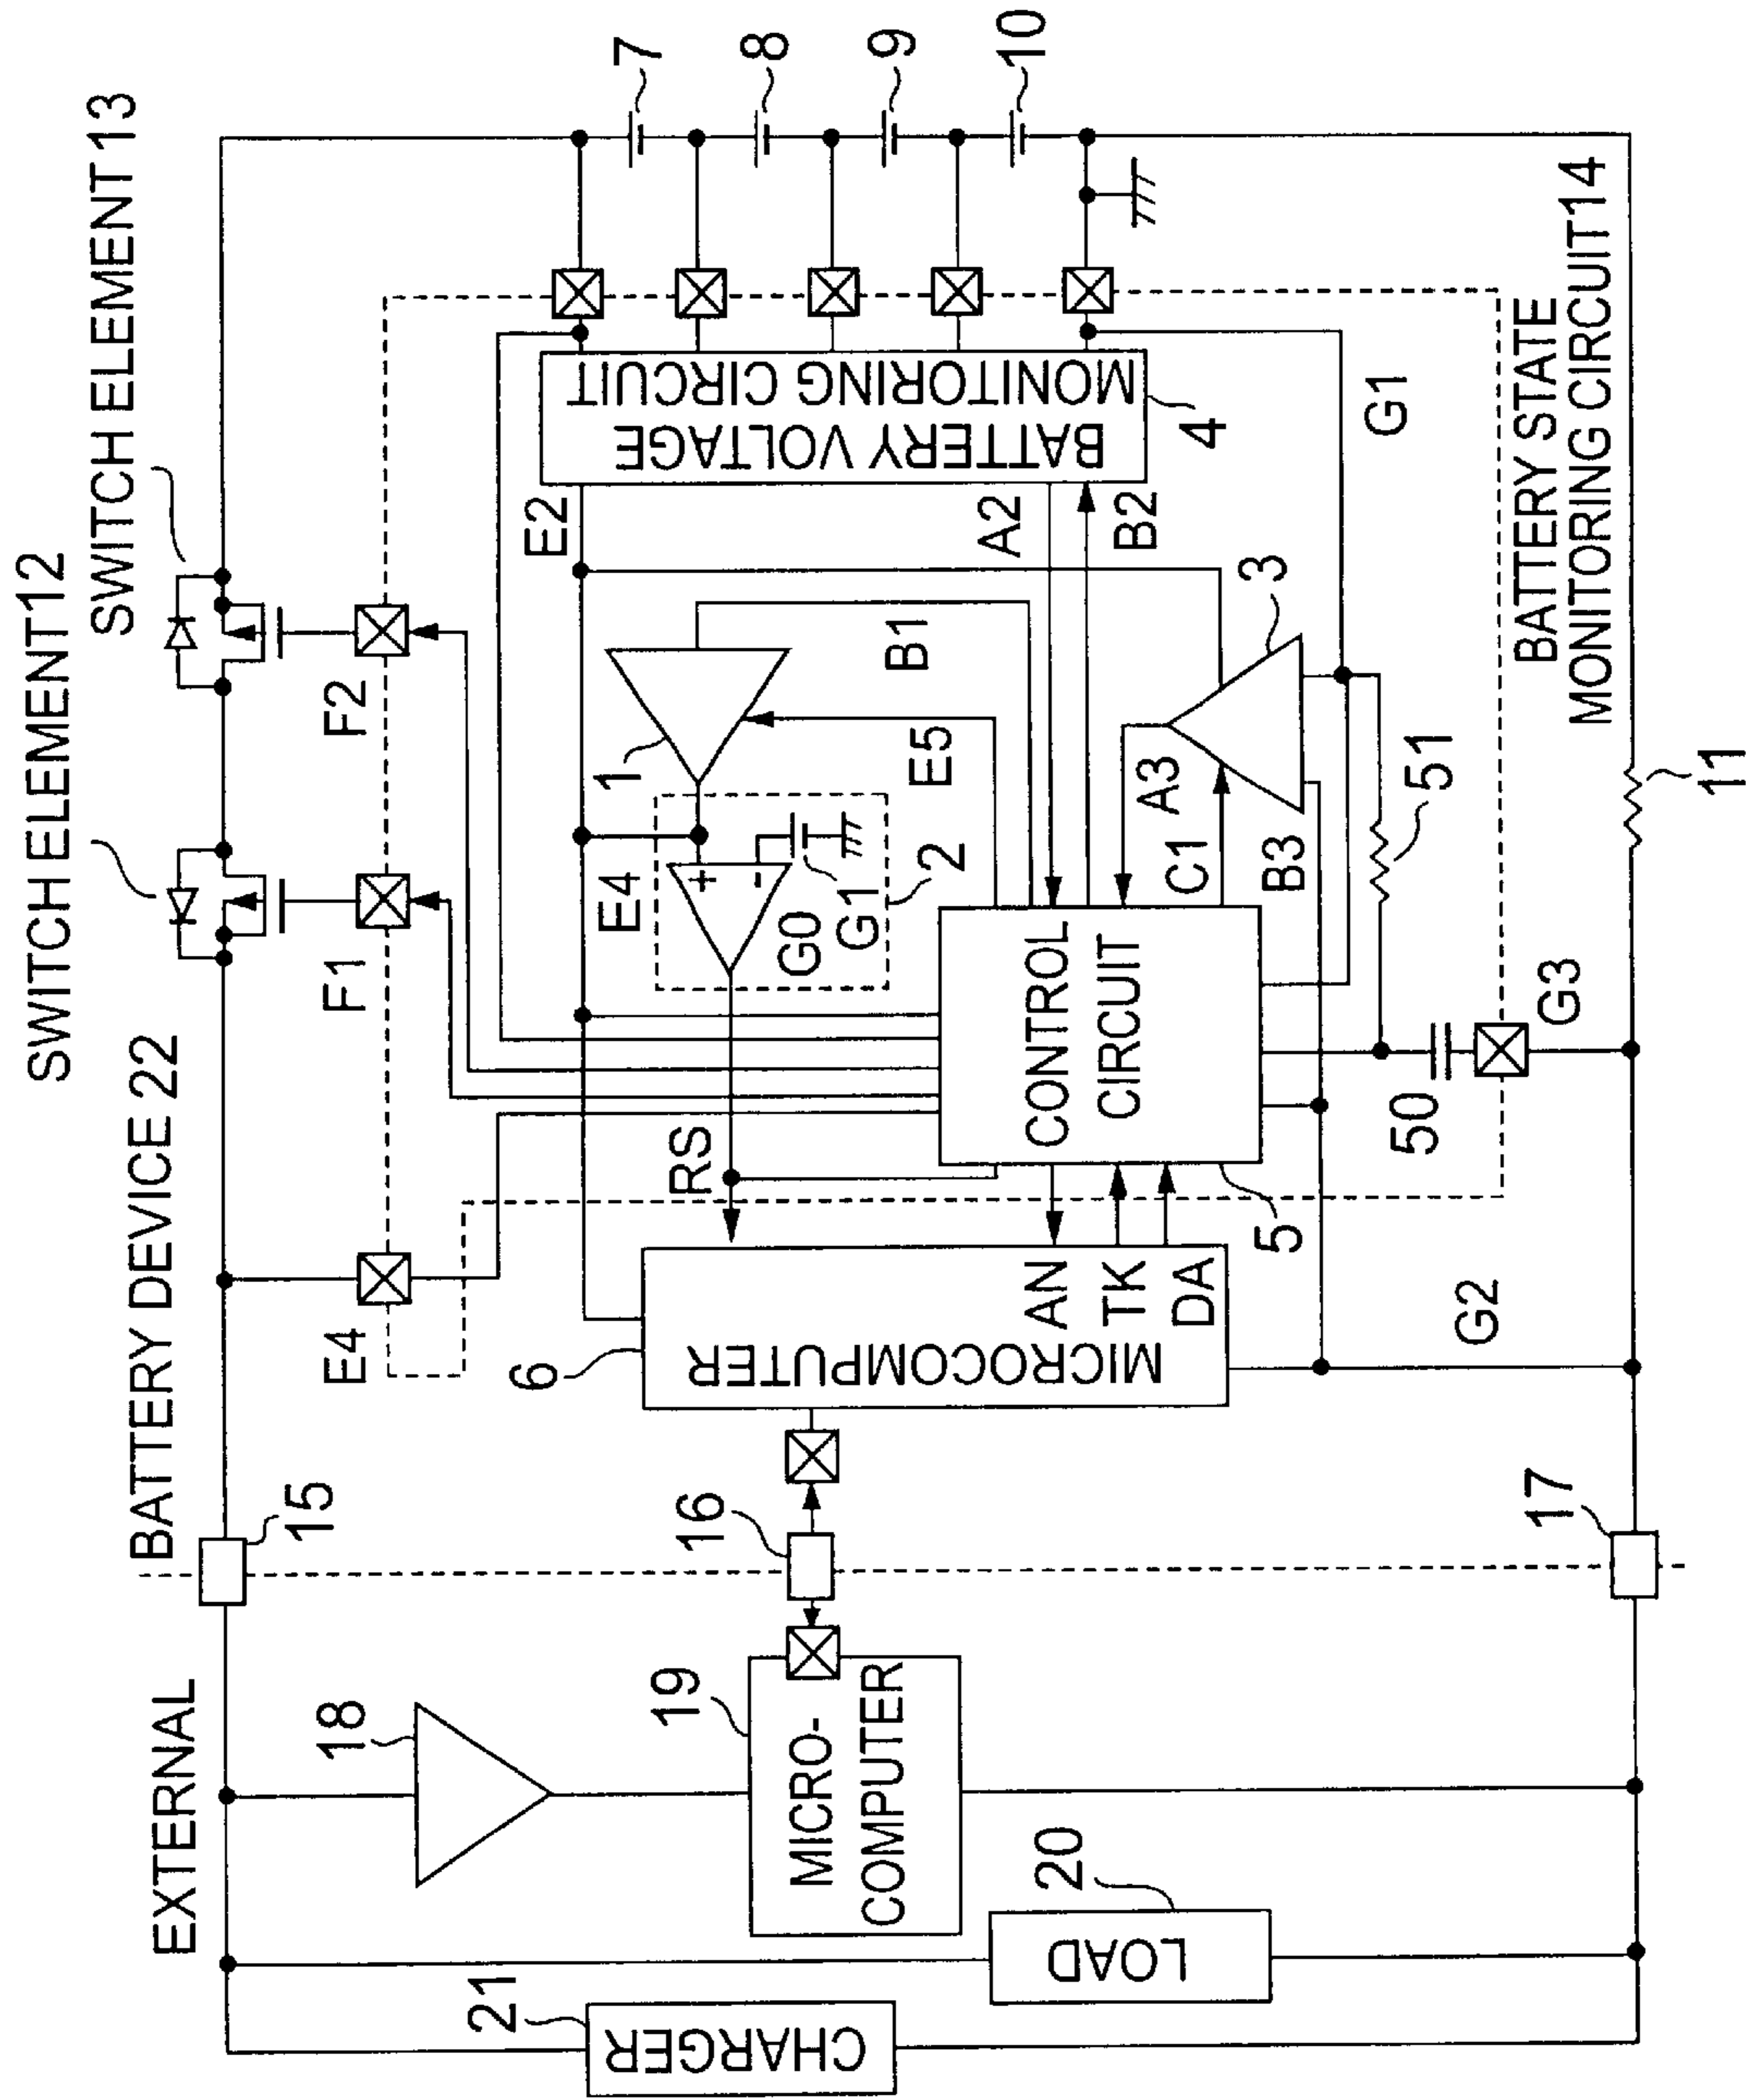 EXTERNAL
BATTERY DEVICE 22
SWITCH ELEMENT12
SWITCH ELEMENT13
15
18
21
CHARGER
LOAD
20
19
MICRO-
COMPUTER
16
17
E4
F1
F2
6
MICROCOMPUTER
AN
TK
DA
RS
E4
+
-
G0
G1
2
1
E5
B1
E2
BATTERY VOLTAGE
MONITORING CIRCUIT
4
A2
B2
7
8
9
10
CONTROL
CIRCUIT
5
A3
C1
B3
3
G1
51
50
G3
G2
11
BATTERY STATE
MONITORING CIRCUIT14